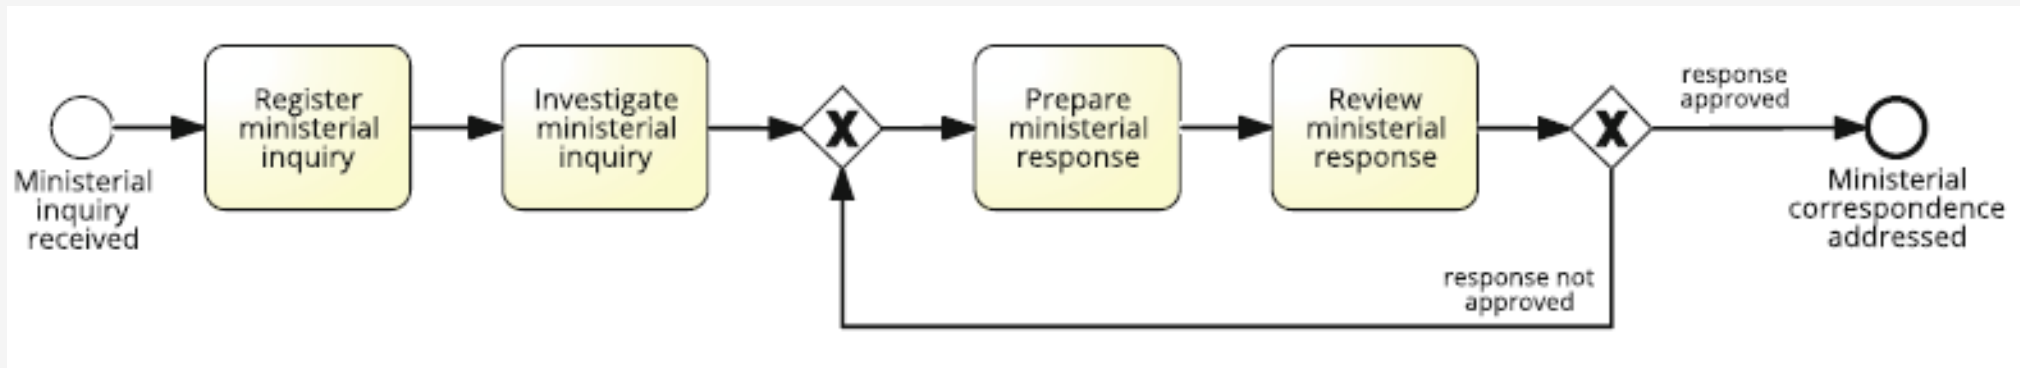 Ministerial
inquiry
received
Register
ministerial
inquiry
Investigate
ministerial
inquiry
X
Prepare
ministerial
response
Review
ministerial
response
X
response
approved
response not
approved
Ministerial
correspondence
addressed